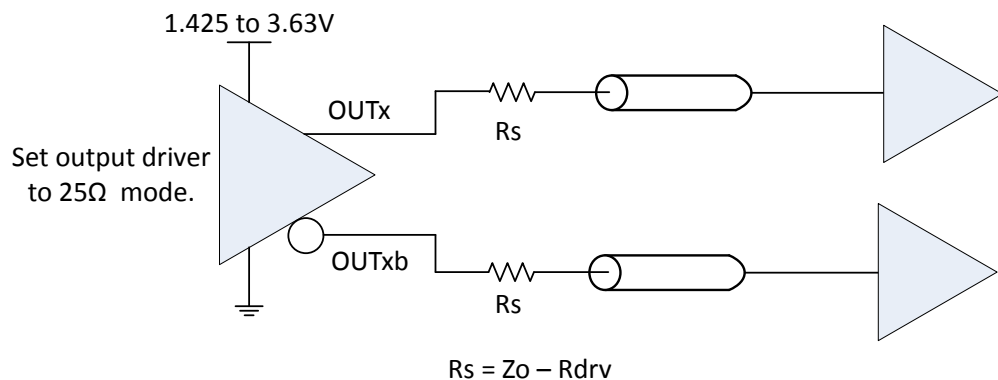 1.425 to 3.63V
OUTx
Rs
Set output driver
to 25Ω mode.
OUTxb
Rs
Rs = Zo – Rdrv